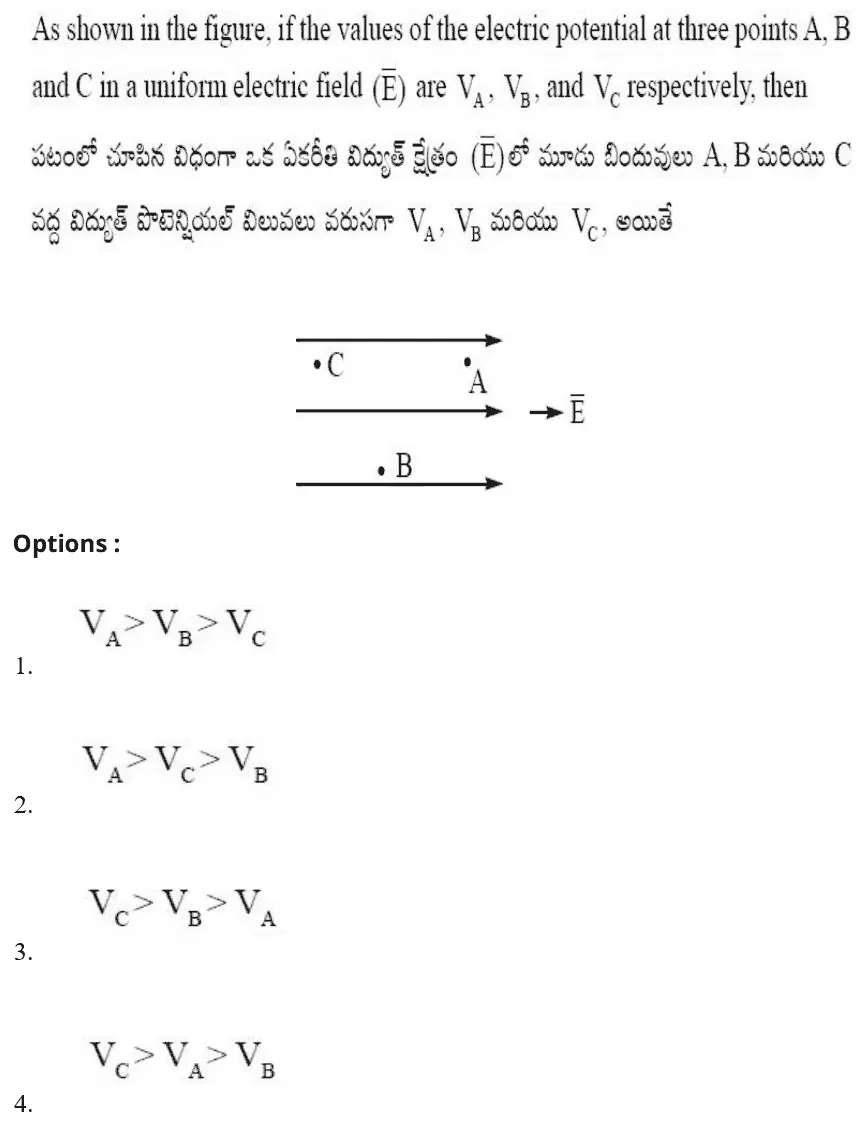 As shown in the figure, if the values of the electric potential at three points A, B
and C in a uniform electric field (E̅) are V_A, V_B, and V_C respectively, then
పటంలో చూపిన విధంగా ఒక ఏకరీతి విద్యుత్ క్షేత్రం (E̅)లో మూడు బిందువులు A, B మరియు C
వద్ద విద్యుత్ పొటెన్షియల్ విలువలు వరుసగా V_A, V_B మరియు V_C, అయితే
C
A
E̅
B
Options :
V_A > V_B > V_C
1.
V_A > V_C > V_B
2.
V_C > V_B > V_A
3.
V_C > V_A > V_B
4.